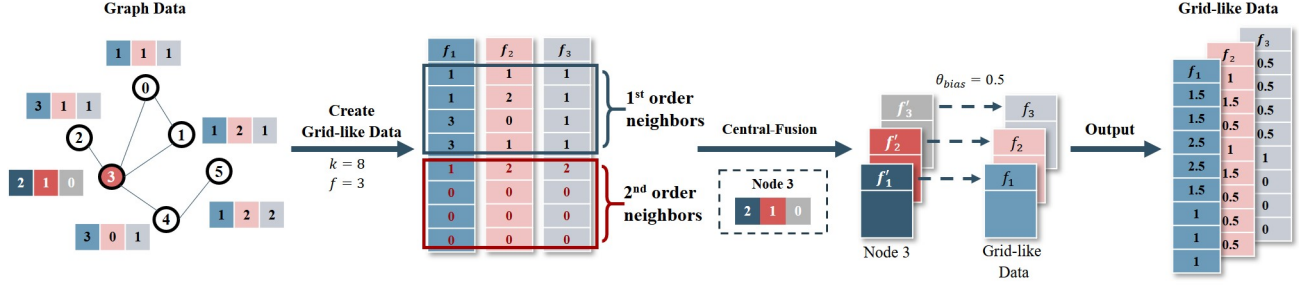 Graph Data
1 1 1
0
3 1 1
2
1
1 2 1
5
2 1 0
3
4
1 2 2
3 0 1
Create
Grid-like Data
k = 8
f = 3
f₁ f₂ f₃
1 1 1
1 2 1
3 0 1
3 1 1
1 2 2
0 0 0
0 0 0
0 0 0
1st order
neighbors
2nd order
neighbors
Central-Fusion
Node 3
2 1 0
θbias = 0.5
f′₃
f′₂
f′₁
f₃
f₂
f₁
Node 3
Grid-like
Data
Output
Grid-like Data
f₁
1
1.5
1.5
2.5
2.5
1.5
1
1
1
f₂
1
1.5
0.5
1
1.5
0.5
0.5
0.5
f₃
0.5
0.5
0.5
0.5
1
0
0
0